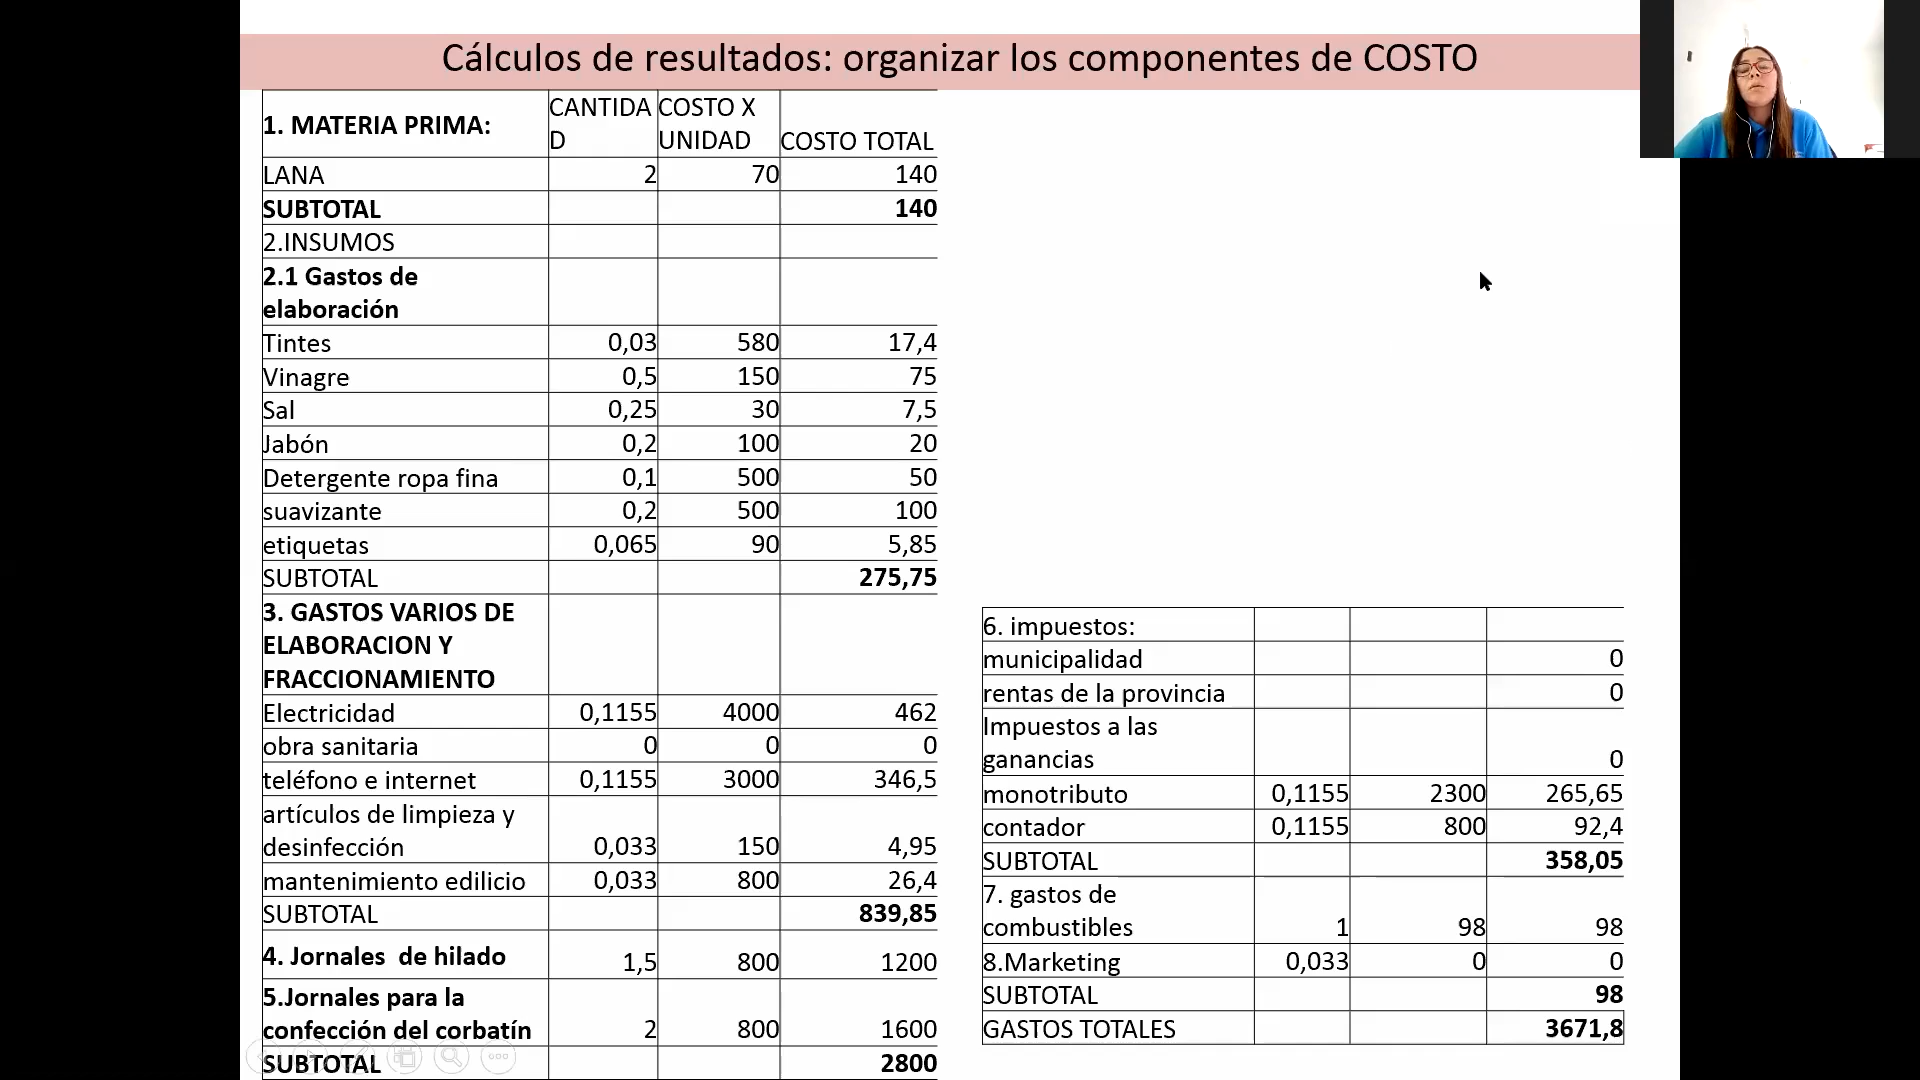 Cálculos de resultados: organizar los componentes de COSTO
1. MATERIA PRIMA: CANTIDA COSTO X COSTO TOTAL
D UNIDAD
LANA 2 70 140
SUBTOTAL 140
2.INSUMOS
2.1 Gastos de
elaboración
Tintes 0,03 580 17,4
Vinagre 0,5 150 75
Sal 0,25 30 7,5
Jabón 0,2 100 20
Detergente ropa fina 0,1 500 50
suavizante 0,2 500 100
etiquetas 0,065 90 5,85
SUBTOTAL 275,75
3. GASTOS VARIOS DE
ELABORACION Y
FRACCIONAMIENTO
Electricidad 0,1155 4000 462
obra sanitaria 0 0 0
teléfono e internet 0,1155 3000 346,5
artículos de limpieza y
desinfección 0,033 150 4,95
mantenimiento edilicio 0,033 800 26,4
SUBTOTAL 839,85
4. Jornales de hilado 1,5 800 1200
5.Jornales para la
confección del corbatín 2 800 1600
SUBTOTAL 2800
6. impuestos:
municipalidad 0
rentas de la provincia 0
Impuestos a las
ganancias 0
monotributo 0,1155 2300 265,65
contador 0,1155 800 92,4
SUBTOTAL 358,05
7. gastos de
combustibles 1 98 98
8.Marketing 0,033 0 0
SUBTOTAL 98
GASTOS TOTALES 3671,8